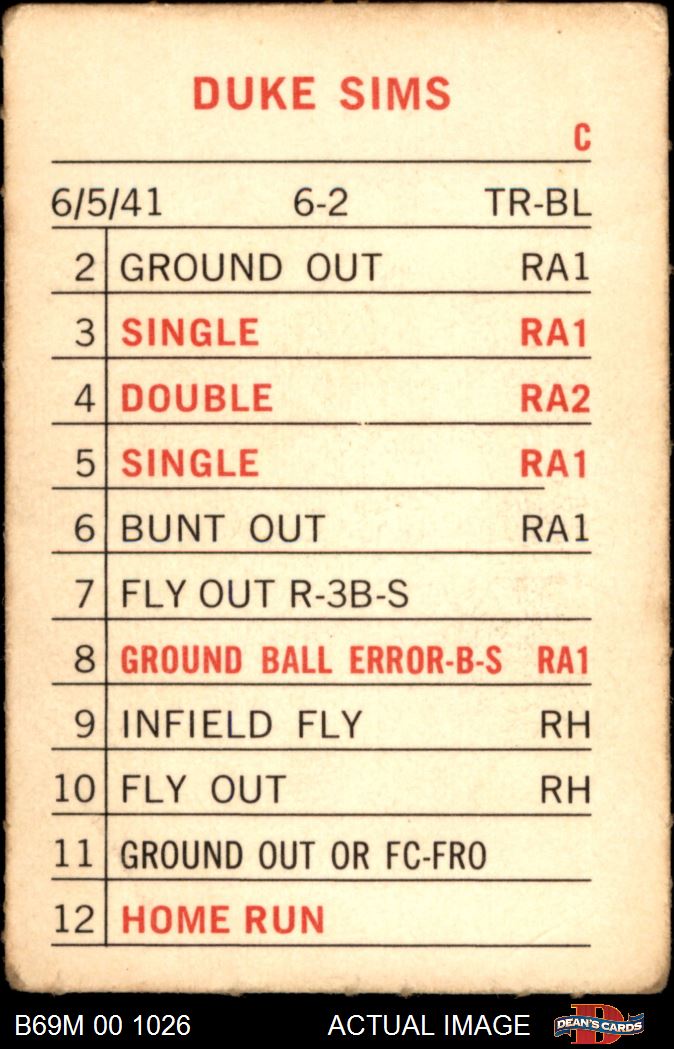 DUKE SIMS
C
6/5/41 6-2 TR-BL
2 GROUND OUT RA1
3 SINGLE RA1
4 DOUBLE RA2
5 SINGLE RA1
6 BUNT OUT RA1
7 FLY OUT R-3B-S
8 GROUND BALL ERROR-B-S RA1
9 INFIELD FLY RH
10 FLY OUT RH
11 GROUND OUT OR FC-FRO
12 HOME RUN
B69M 00 1026 ACTUAL IMAGE D DEAN'S CARDS